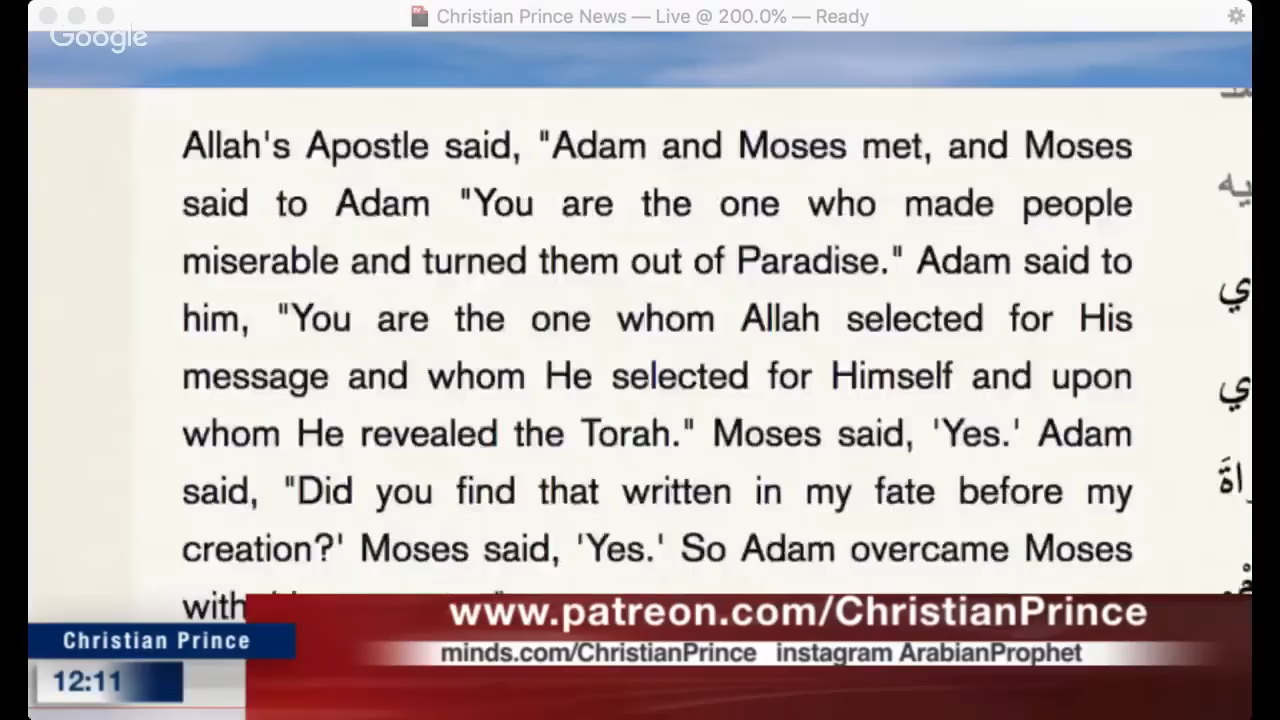 Christian Prince News — Live @ 200.0% — Ready
Google
Allah's Apostle said, "Adam and Moses met, and Moses
said to Adam "You are the one who made people
miserable and turned them out of Paradise." Adam said to
him, "You are the one whom Allah selected for His
message and whom He selected for Himself and upon
whom He revealed the Torah." Moses said, 'Yes.' Adam
said, "Did you find that written in my fate before my
creation?' Moses said, 'Yes.' So Adam overcame Moses
with
www.patreon.com/ChristianPrince
Christian Prince
minds.com/ChristianPrince instagram ArabianProphet
12:11